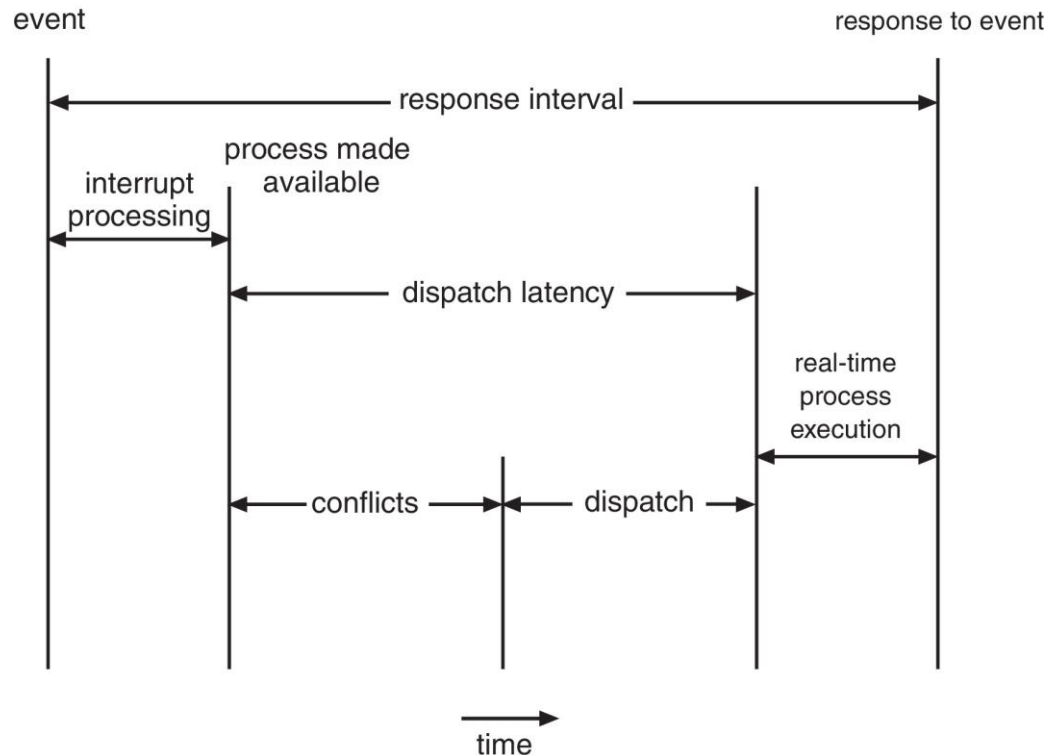 event
response to event
response interval
process made
available
interrupt
processing
dispatch latency
real-time
process
execution
conflicts
dispatch
time